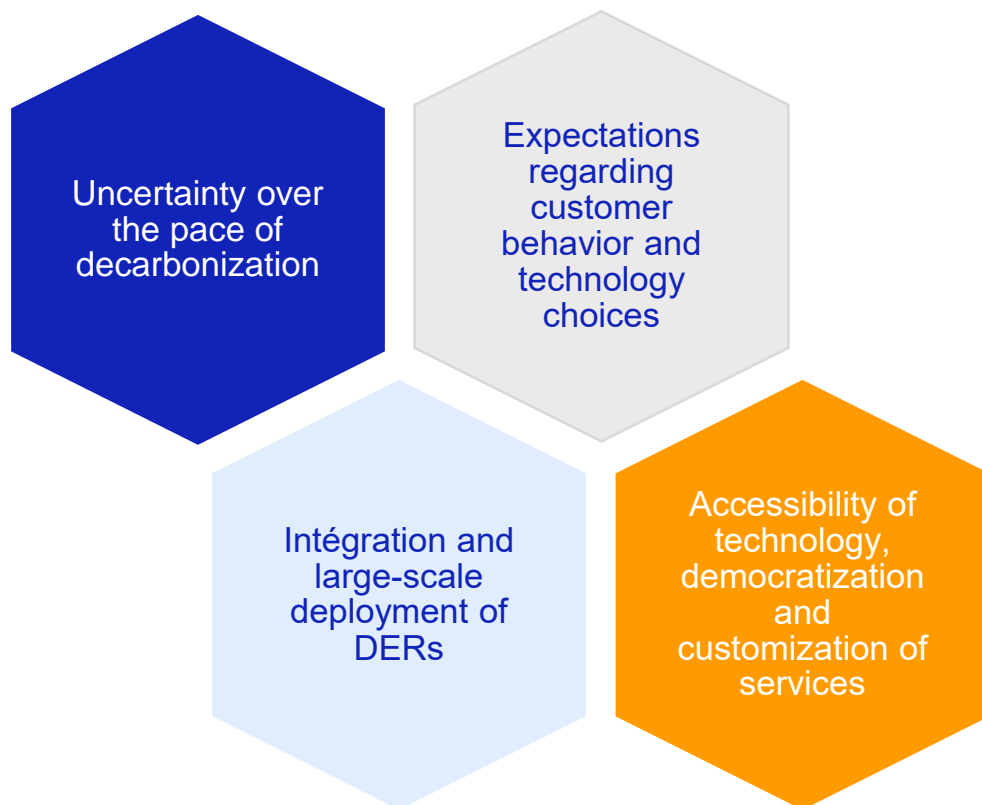 Uncertainty over
the pace of
decarbonization
Expectations
regarding
customer
behavior and
technology
choices
Intégration and
large-scale
deployment of
DERs
Accessibility of
technology,
democratization
and
customization of
services